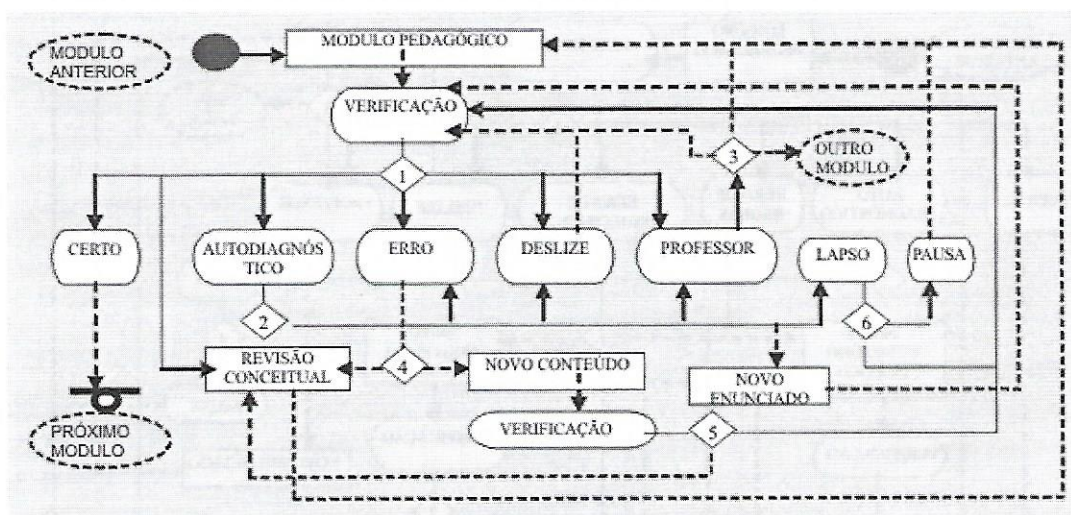 MODULO
ANTERIOR
MODULO PEDAGÓGICO
VERIFICAÇÃO
1
3
OUTRO
MODULO
CERTO
AUTODIAGNÓS
TICO
ERRO
DESLIZE
PROFESSOR
LAPSO
PAUSA
2
6
REVISÃO
CONCEITUAL
4
NOVO CONTEÚDO
NOVO
ENUNCIADO
PRÓXIMO
MODULO
VERIFICAÇÃO
5